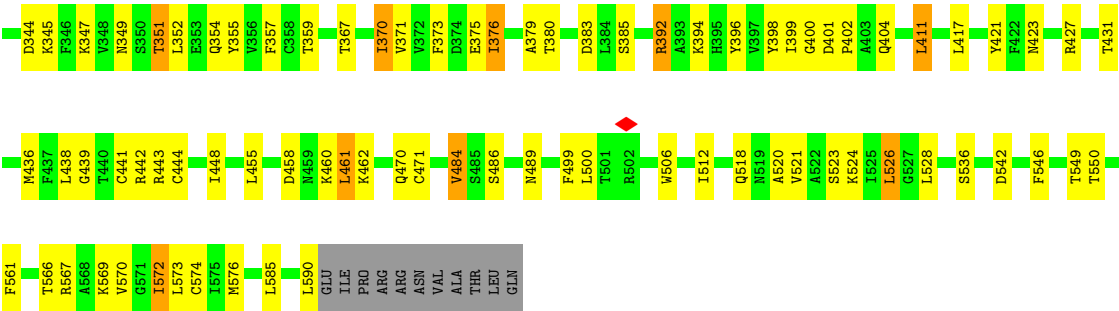 D344 K345 F346 K347 V348 N349 S350 T351 L352 E353 Q354 Y355 V356 F357 C358 T359 T367 I370 V371 V372 F373 D374 E375 I376 A379 T380 D383 L384 S385 R392 A393 K394 H395 Y396 V397 Y398 I399 G400 D401 P402 A403 Q404 L411 L417 Y421 F422 N423 R427 T431
M436 F437 L438 G439 T440 C441 R442 R443 C444 I448 L455 D458 N459 K460 L461 K462 Q470 C471 V484 S485 S486 N489 F499 L500 T501 R502 W506 I512 Q518 N519 A520 V521 A522 S523 K524 I525 L526 G527 L528 S536 D542 F546 T549 T550
F561 T566 R567 A568 K569 V570 G571 I572 L573 C574 I575 M576 L585 L590 GLU ILE PRO ARG ARG ASN VAL ALA THR LEU GLN